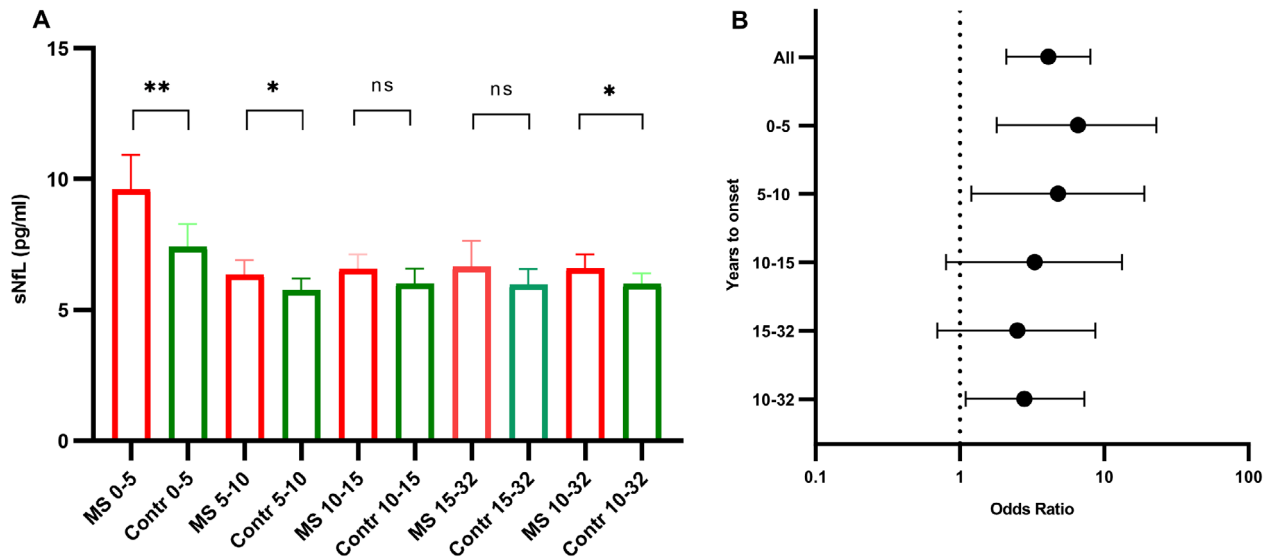 A
15
10
5
0
sNfL (pg/ml)
**
*
ns
ns
*
MS 0-5
Contr 0-5
MS 5-10
Contr 5-10
MS 10-15
Contr 10-15
MS 15-32
Contr 15-32
MS 10-32
Contr 10-32
B
Years to onset
All
0-5
5-10
10-15
15-32
10-32
0.1
1
10
100
Odds Ratio